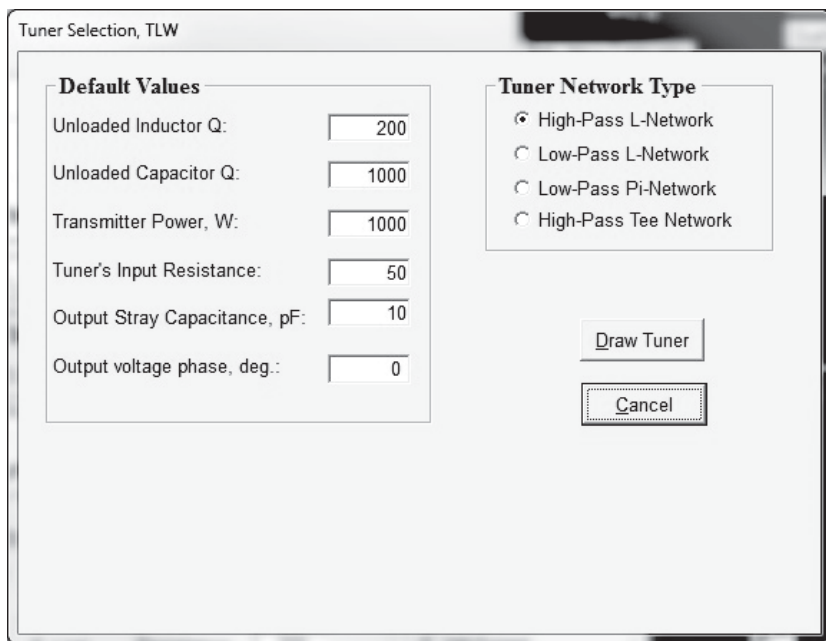 Tuner Selection, TLW
Default Values
Unloaded Inductor Q: 200
Unloaded Capacitor Q: 1000
Transmitter Power, W: 1000
Tuner's Input Resistance: 50
Output Stray Capacitance, pF: 10
Output voltage phase, deg.: 0
Tuner Network Type
High-Pass L-Network
Low-Pass L-Network
Low-Pass Pi-Network
High-Pass Tee Network
Draw Tuner
Cancel